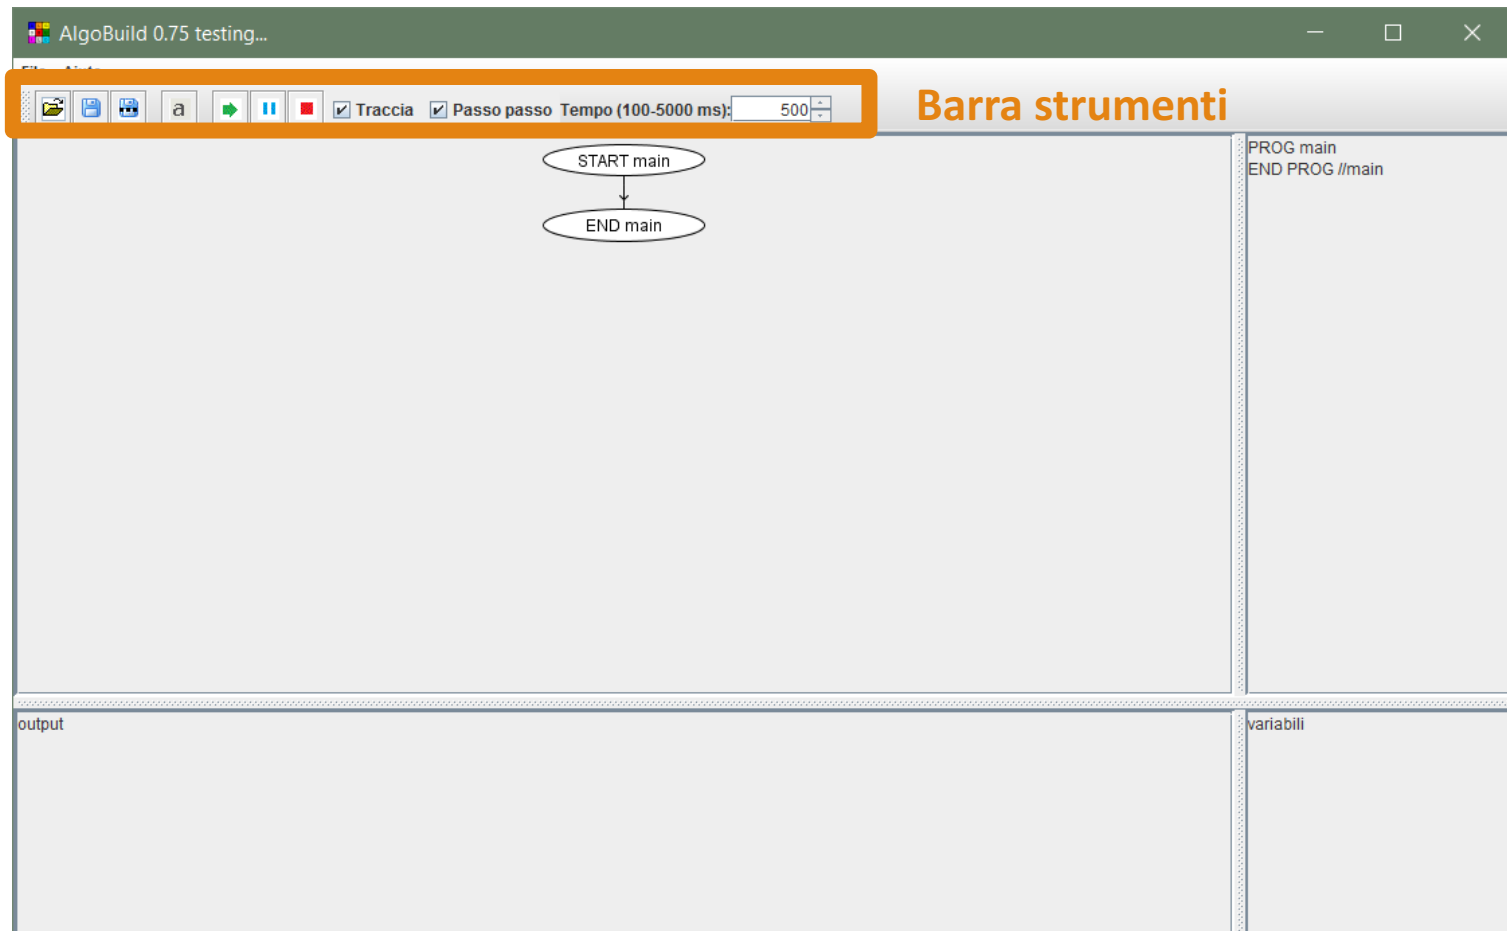 AlgoBuild 0.75 testing...
a
Traccia Passo passo Tempo (100-5000 ms): 500
Barra strumenti
START main
END main
PROG main
END PROG //main
output
variabili